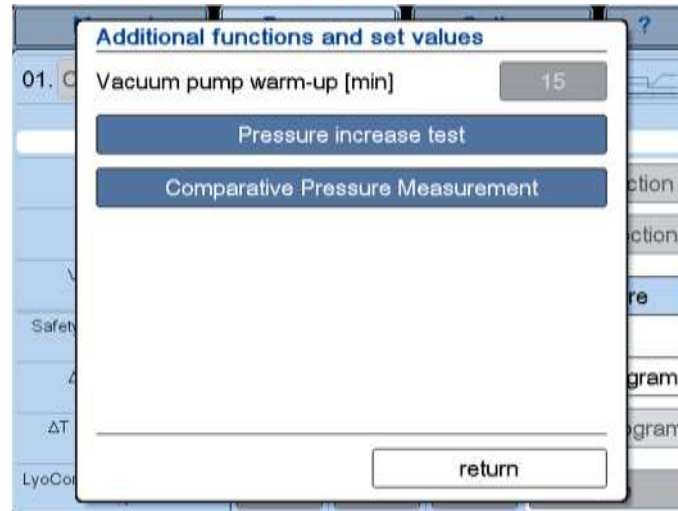 ?
Additional functions and set values
01. C
Vacuum pump warm-up [min] 15
Pressure increase test
Comparative Pressure Measurement
ction
ction
V
re
Safety
gram
ΔT
ogram
LyoCo
return